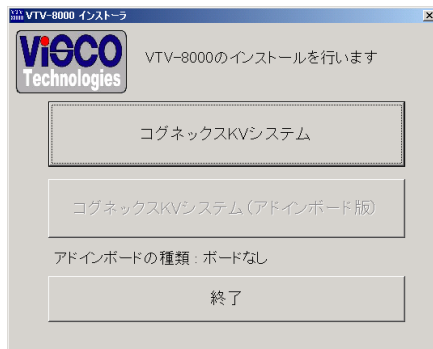 VTV-8000 インストーラ
ViSCO
Technologies
VTV-8000のインストールを行います
コグネックスKVシステム
コグネックスKVシステム(アドインボード版)
アドインボードの種類 : ボードなし
終了